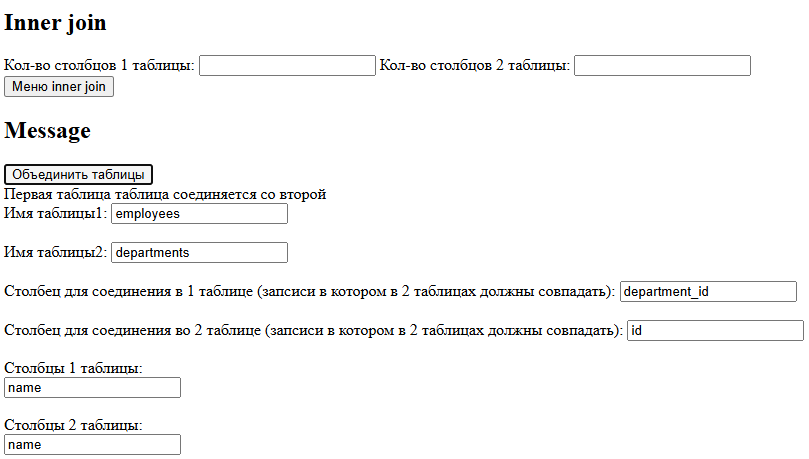 Inner join
Кол-во столбцов 1 таблицы: Кол-во столбцов 2 таблицы:
Меню inner join
Message
Объединить таблицы
Первая таблица таблица соединяется со второй
Имя таблицы1: employees
Имя таблицы2: departments
Столбец для соединения в 1 таблице (запсиси в котором в 2 таблицах должны совпадать): department_id
Столбец для соединения во 2 таблице (запсиси в котором в 2 таблицах должны совпадать): id
Столбцы 1 таблицы:
name
Столбцы 2 таблицы:
name